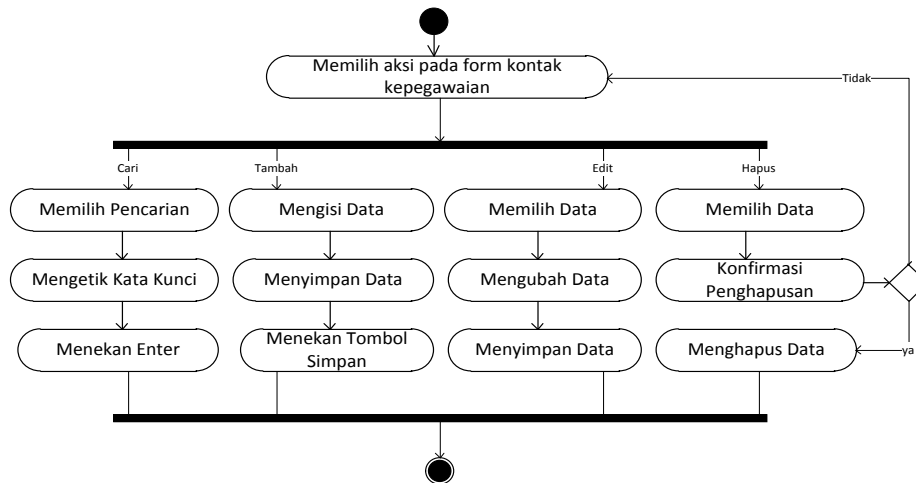 Memilih aksi pada form kontak
kepegawaian
Tidak
Cari
Tambah
Edit
Hapus
Memilih Pencarian
Mengisi Data
Memilih Data
Memilih Data
Mengetik Kata Kunci
Menyimpan Data
Mengubah Data
Konfirmasi
Penghapusan
Menekan Enter
Menekan Tombol
Simpan
Menyimpan Data
Menghapus Data
ya